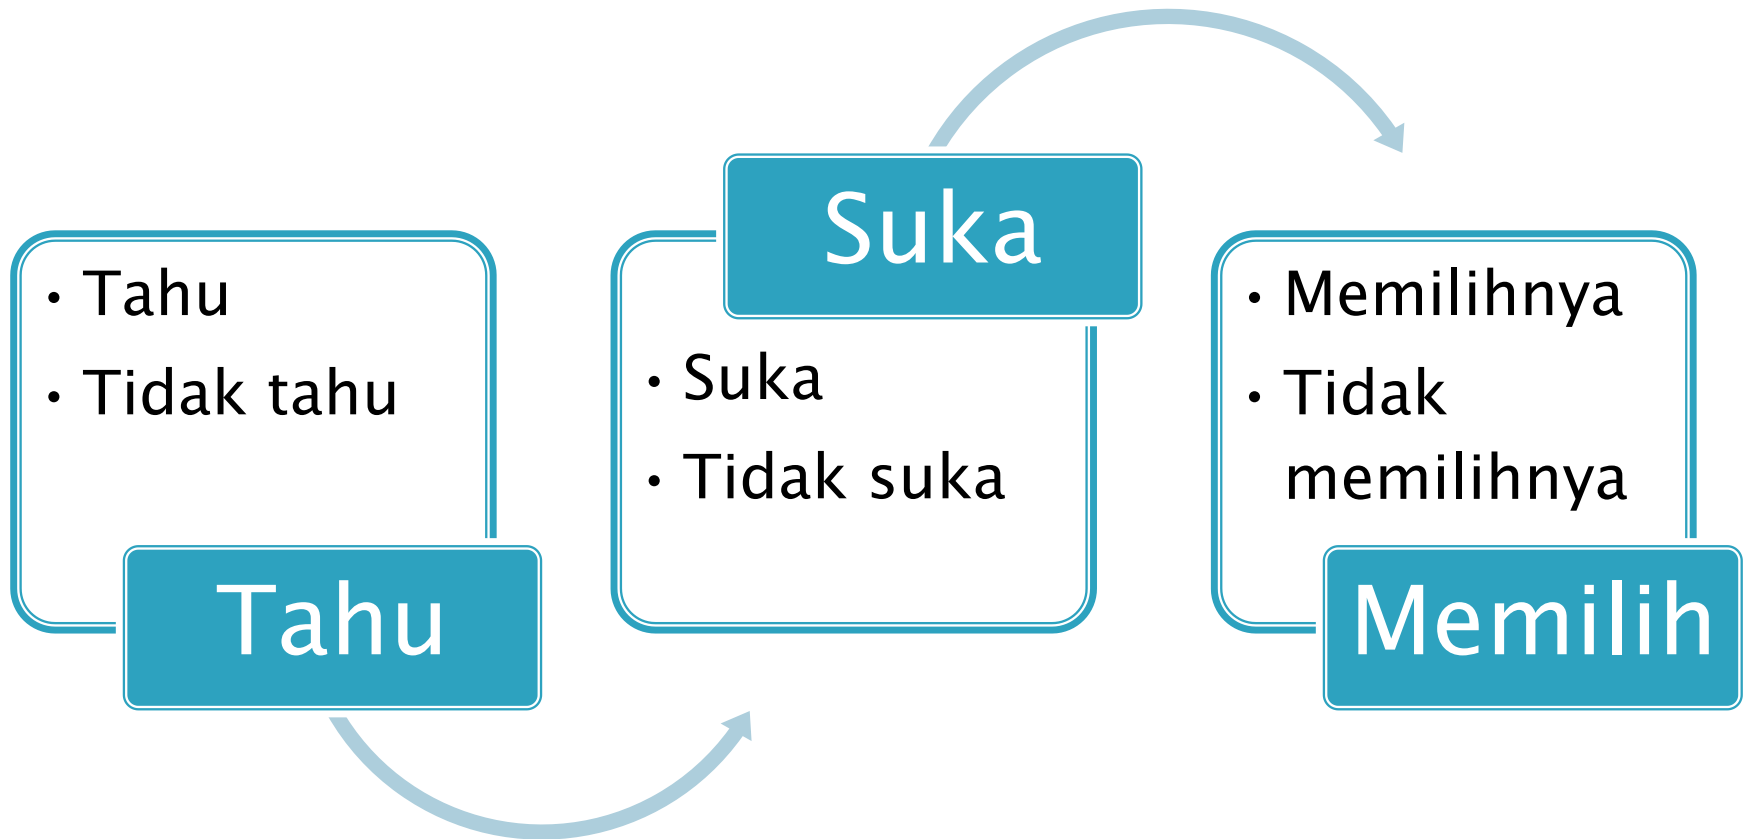 • Tahu
• Tidak tahu
Tahu
Suka
• Suka
• Tidak suka
• Memilihnya
• Tidak
memilihnya
Memilih